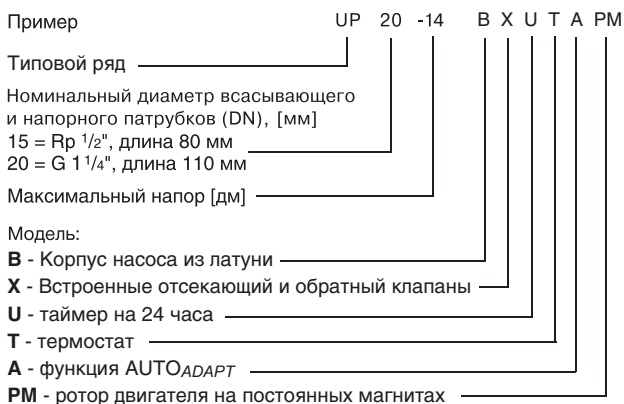 Пример UP 20 -14 B X U T A PM
Типовой ряд
Номинальный диаметр всасывающего
и напорного патрубков (DN), [мм]
15 = Rp 1/2", длина 80 мм
20 = G 1 1/4", длина 110 мм
Максимальный напор [дм]
Модель:
B - Корпус насоса из латуни
X - Встроенные отсекающий и обратный клапаны
U - таймер на 24 часа
T - термостат
A - функция AUTOADAPT
PM - ротор двигателя на постоянных магнитах